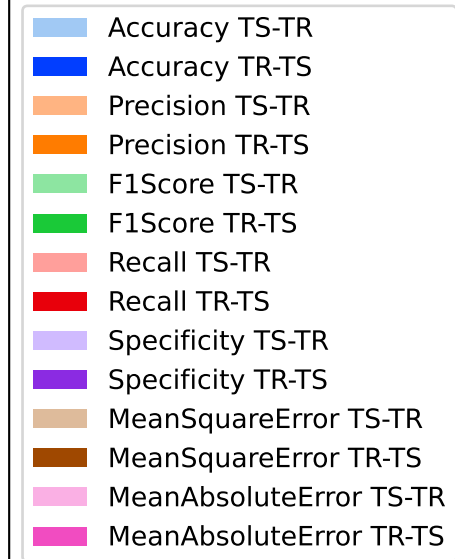 Accuracy TS-TR
Accuracy TR-TS
Precision TS-TR
Precision TR-TS
F1Score TS-TR
F1Score TR-TS
Recall TS-TR
Recall TR-TS
Specificity TS-TR
Specificity TR-TS
MeanSquareError TS-TR
MeanSquareError TR-TS
MeanAbsoluteError TS-TR
MeanAbsoluteError TR-TS